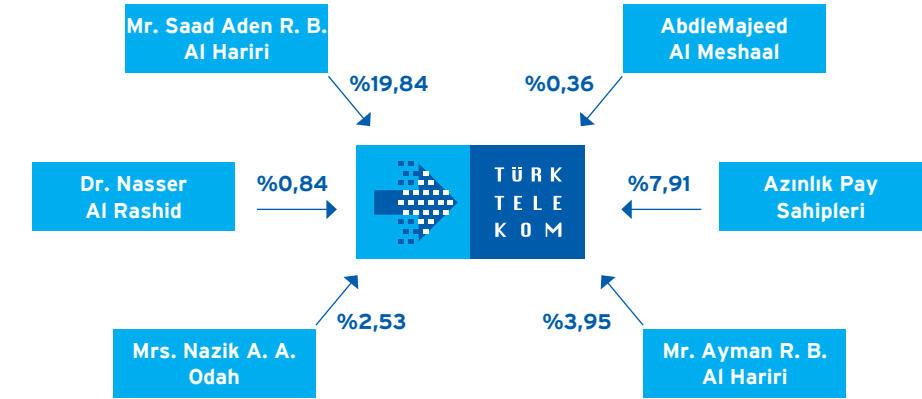 Mr. Saad Aden R. B.
Al Hariri
AbdleMajeed
Al Meshaal
%19,84
%0,36
Dr. Nasser
Al Rashid
%0,84
TÜRK
TELE
KOM
%7,91
Azınlık Pay
Sahipleri
%2,53
%3,95
Mrs. Nazik A. A.
Odah
Mr. Ayman R. B.
Al Hariri